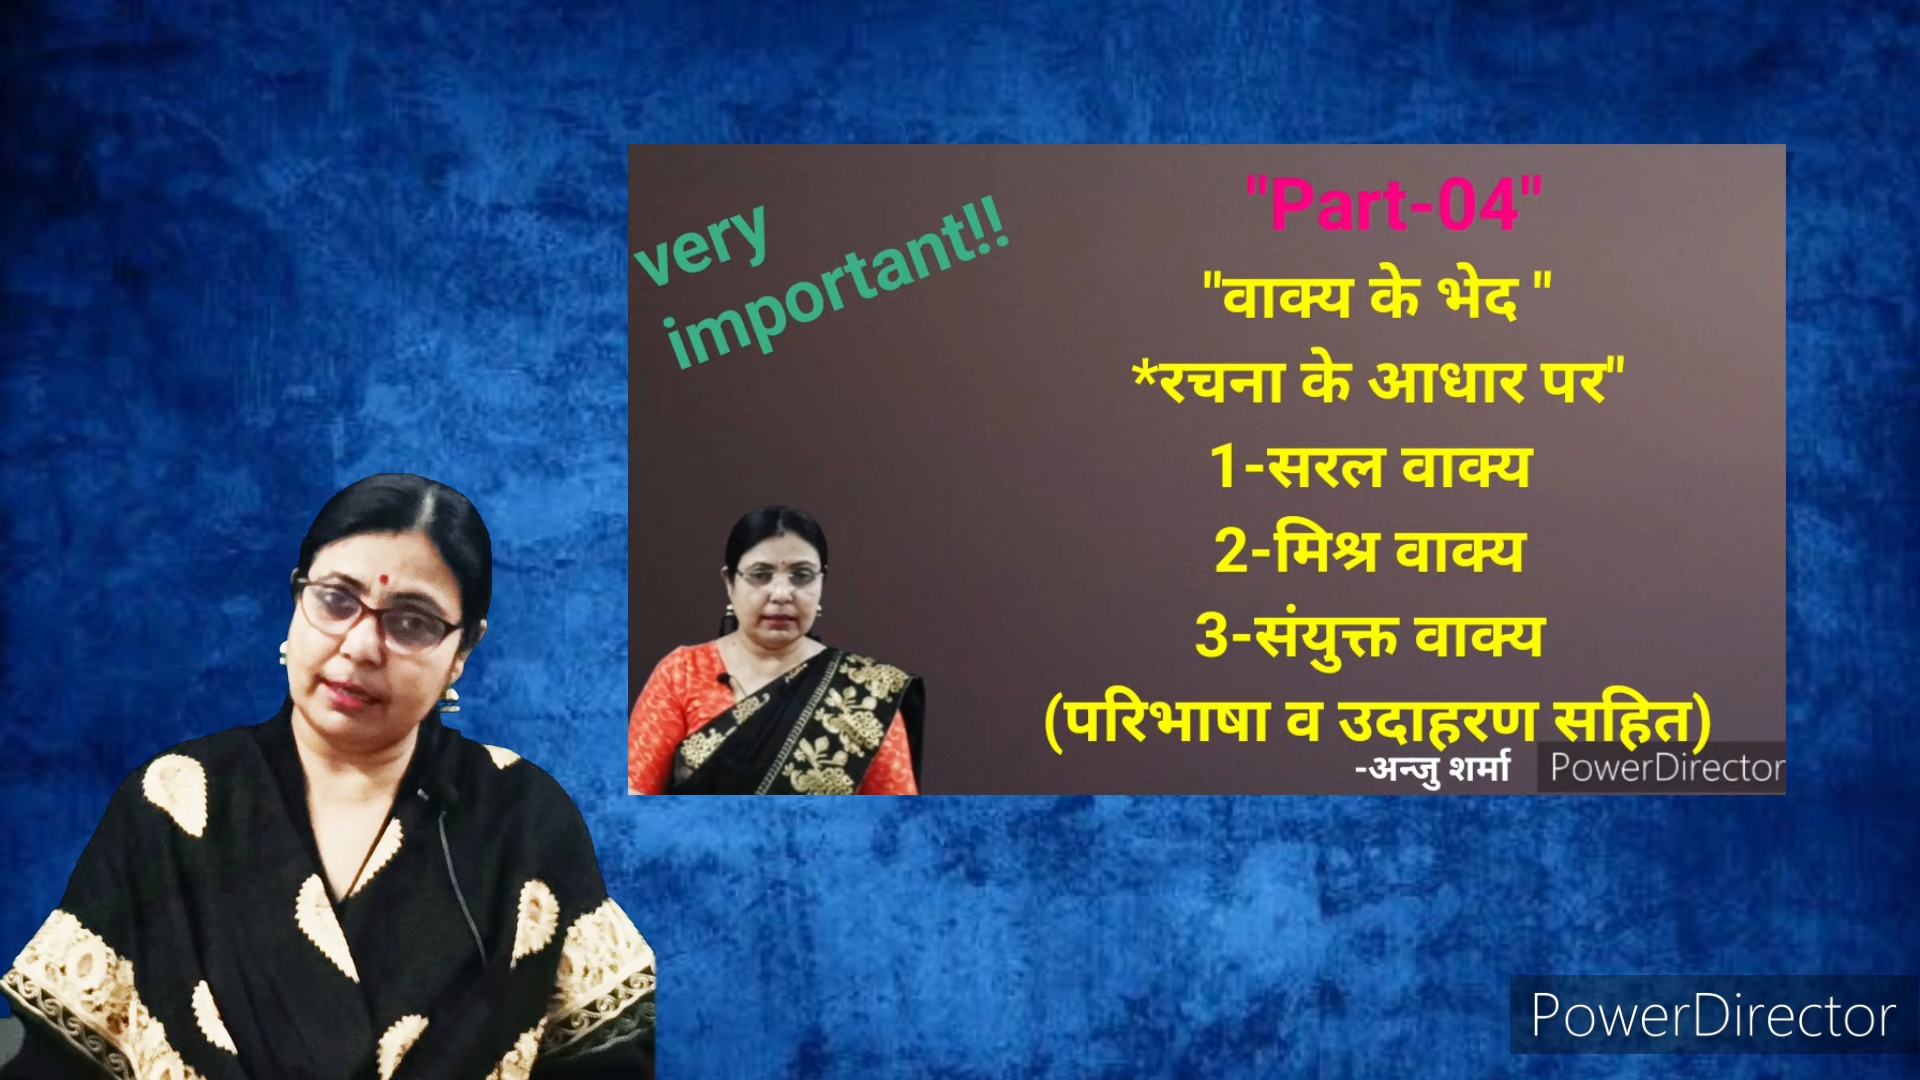 very
important!!
"Part-04"
"वाक्य के भेद "
*रचना के आधार पर"
1-सरल वाक्य
2-मिश्र वाक्य
3-संयुक्त वाक्य
(परिभाषा व उदाहरण सहित)
-अन्जु शर्मा
PowerDirector
PowerDirector